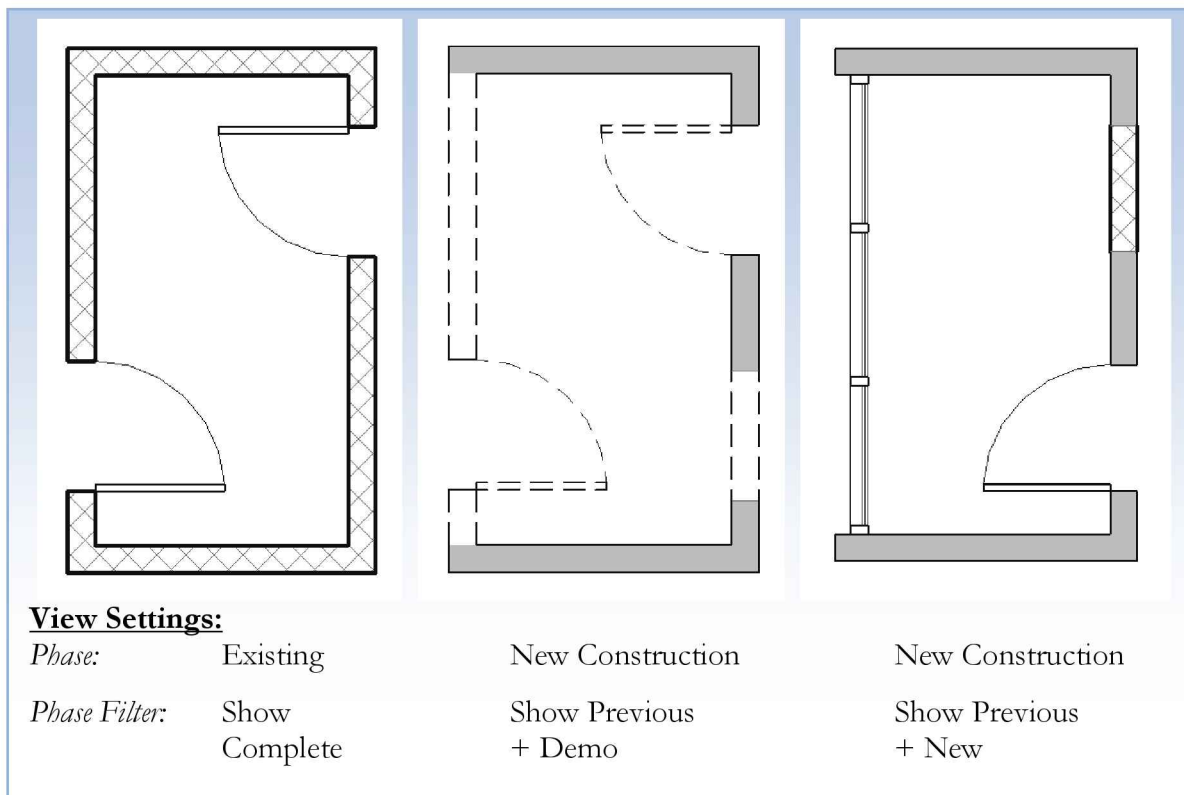 View Settings:
Phase: Existing New Construction New Construction
Phase Filter: Show Show Previous Show Previous
Complete + Demo + New